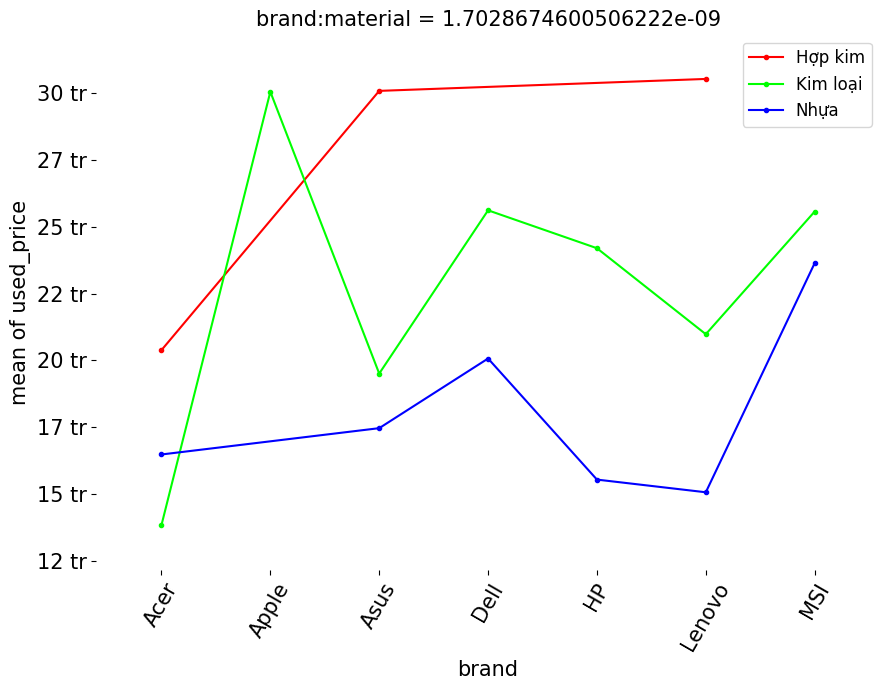 brand:material = 1.7028674600506222e-09
Hợp kim
Kim loại
Nhựa
mean of used_price
30 tr
27 tr
25 tr
22 tr
20 tr
17 tr
15 tr
12 tr
Acer
Apple
Asus
Dell
HP
Lenovo
MSI
brand